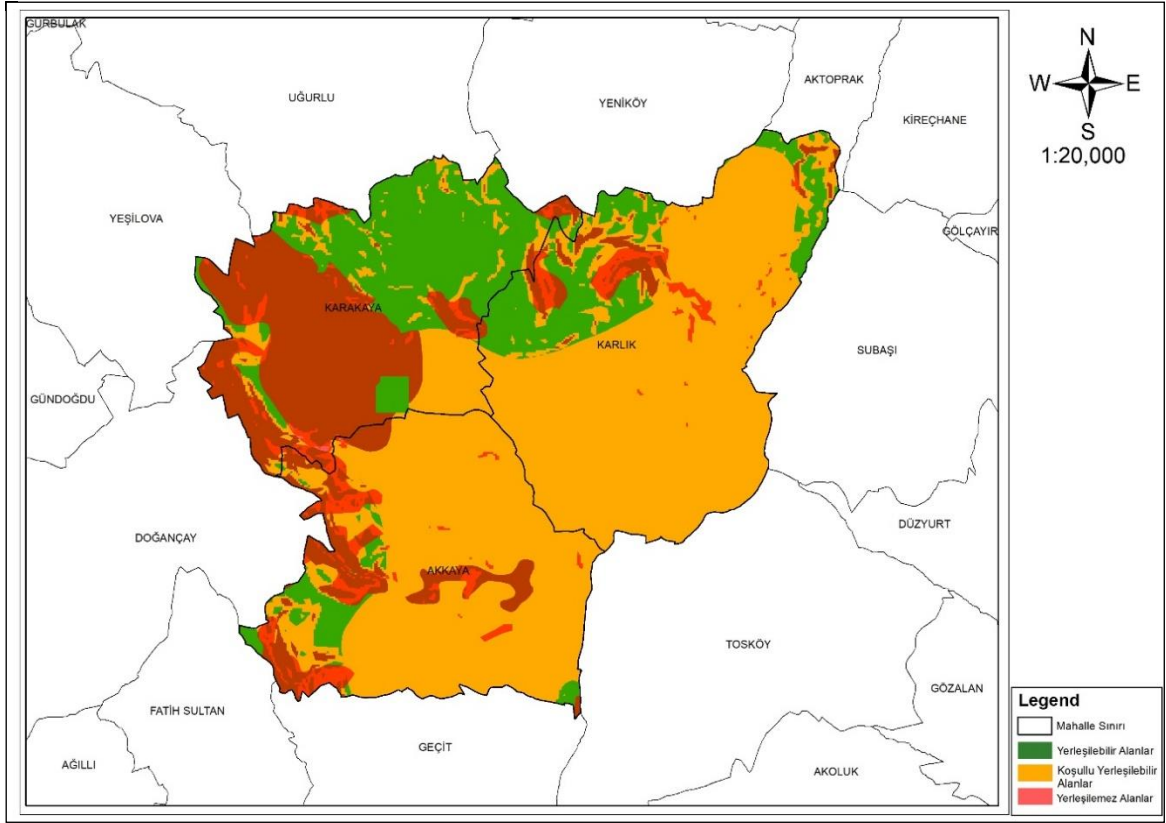 GÜRBULAK
UĞURLU
YENİKÖY
AKTOPRAK
KİREÇHANE
YEŞİLOVA
GÖLÇAYIR
KARAKAYA
KARLIK
SUBAŞI
GÜNDOĞDU
DOĞANÇAY
DÜZYURT
AKKAYA
TOSKÖY
GÖZALAN
FATİH SULTAN
GEÇİT
AĞILLI
AKOLUK
N
W E
S
1:20,000
Legend
Mahalle Sınırı
Yerleşilebilir Alanlar
Koşullu Yerleşilebilir
Alanlar
Yerleşilemez Alanlar